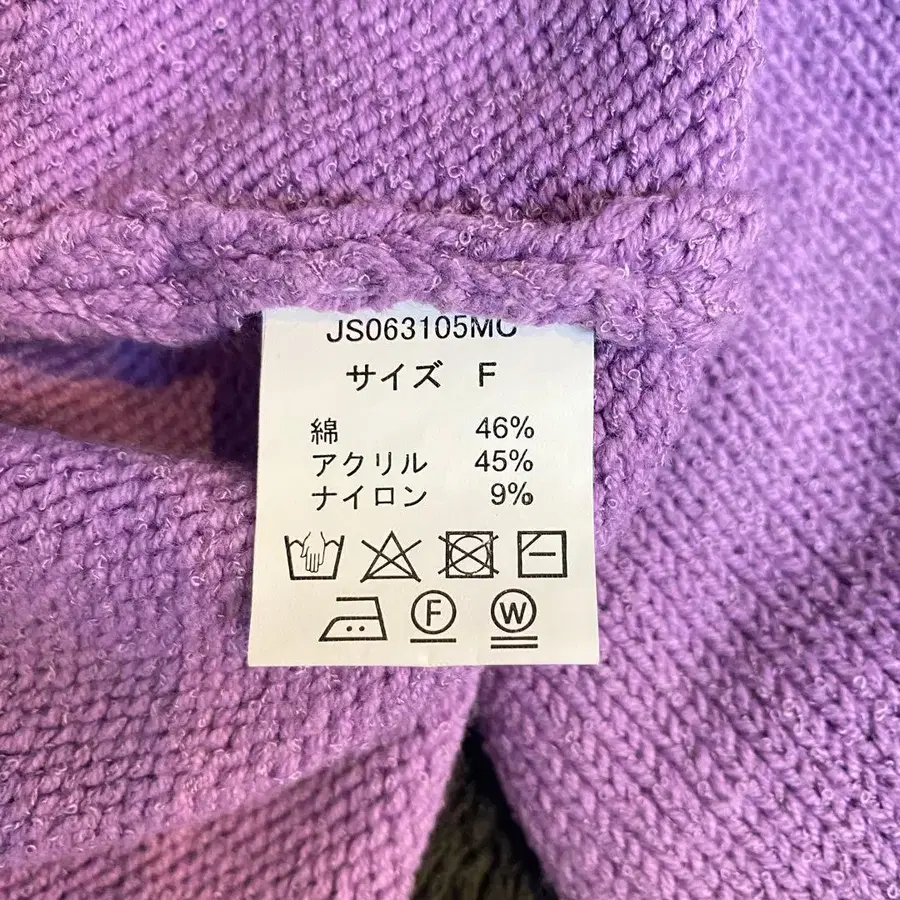 JS063105MC
サイズ F
綿 46%
アクリル 45%
ナイロン 9%
F W